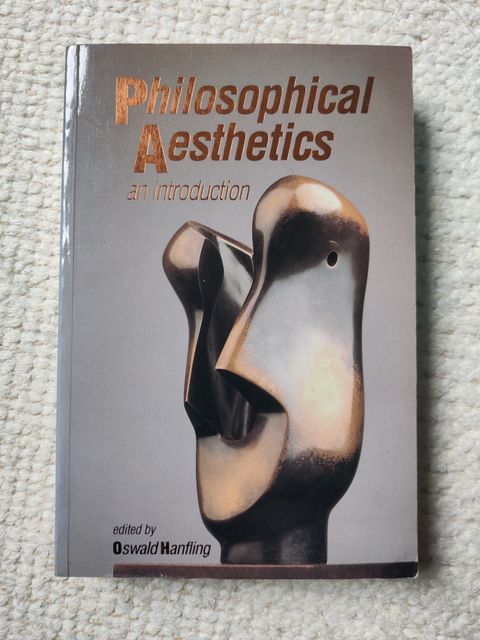 Philosophical
Aesthetics
an introduction
edited by
Oswald Hanfling